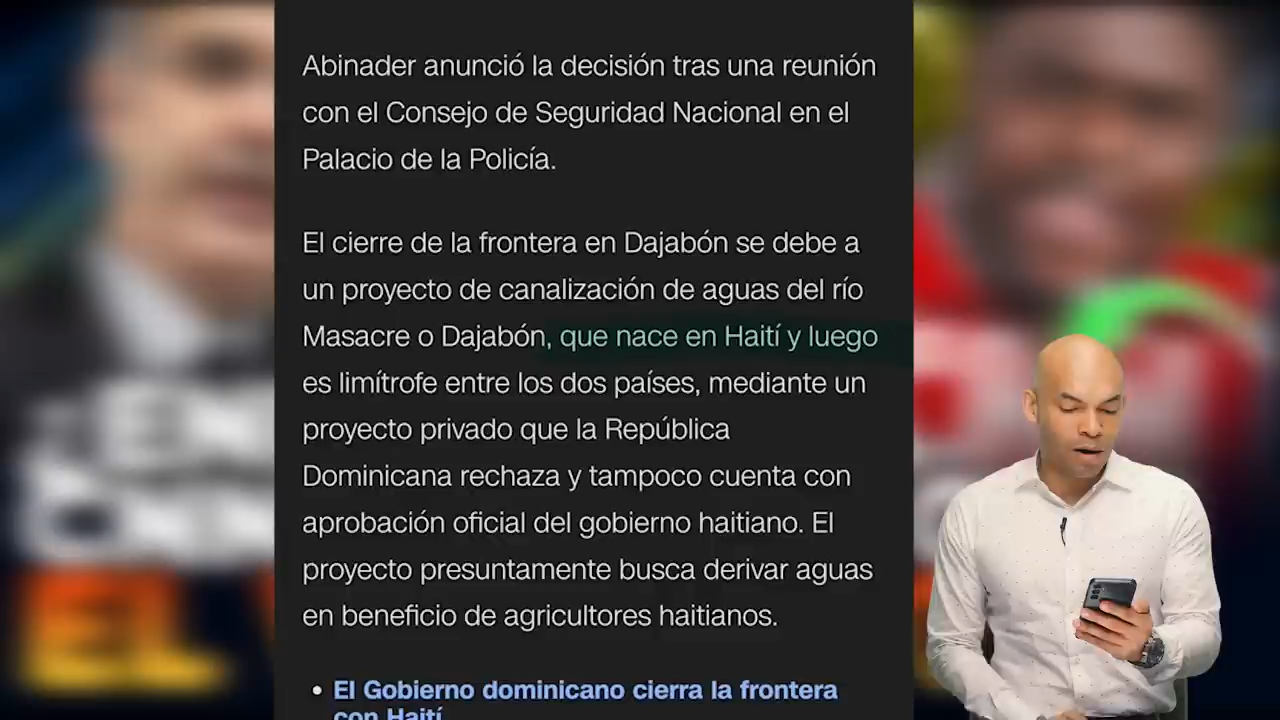 Abinader anunció la decisión tras una reunión
con el Consejo de Seguridad Nacional en el
Palacio de la Policía.
El cierre de la frontera en Dajabón se debe a
un proyecto de canalización de aguas del río
Masacre o Dajabón, que nace en Haití y luego
es limítrofe entre los dos países, mediante un
proyecto privado que la República
Dominicana rechaza y tampoco cuenta con
aprobación oficial del gobierno haitiano. El
proyecto presuntamente busca derivar aguas
en beneficio de agricultores haitianos.
• El Gobierno dominicano cierra la frontera
con Haití